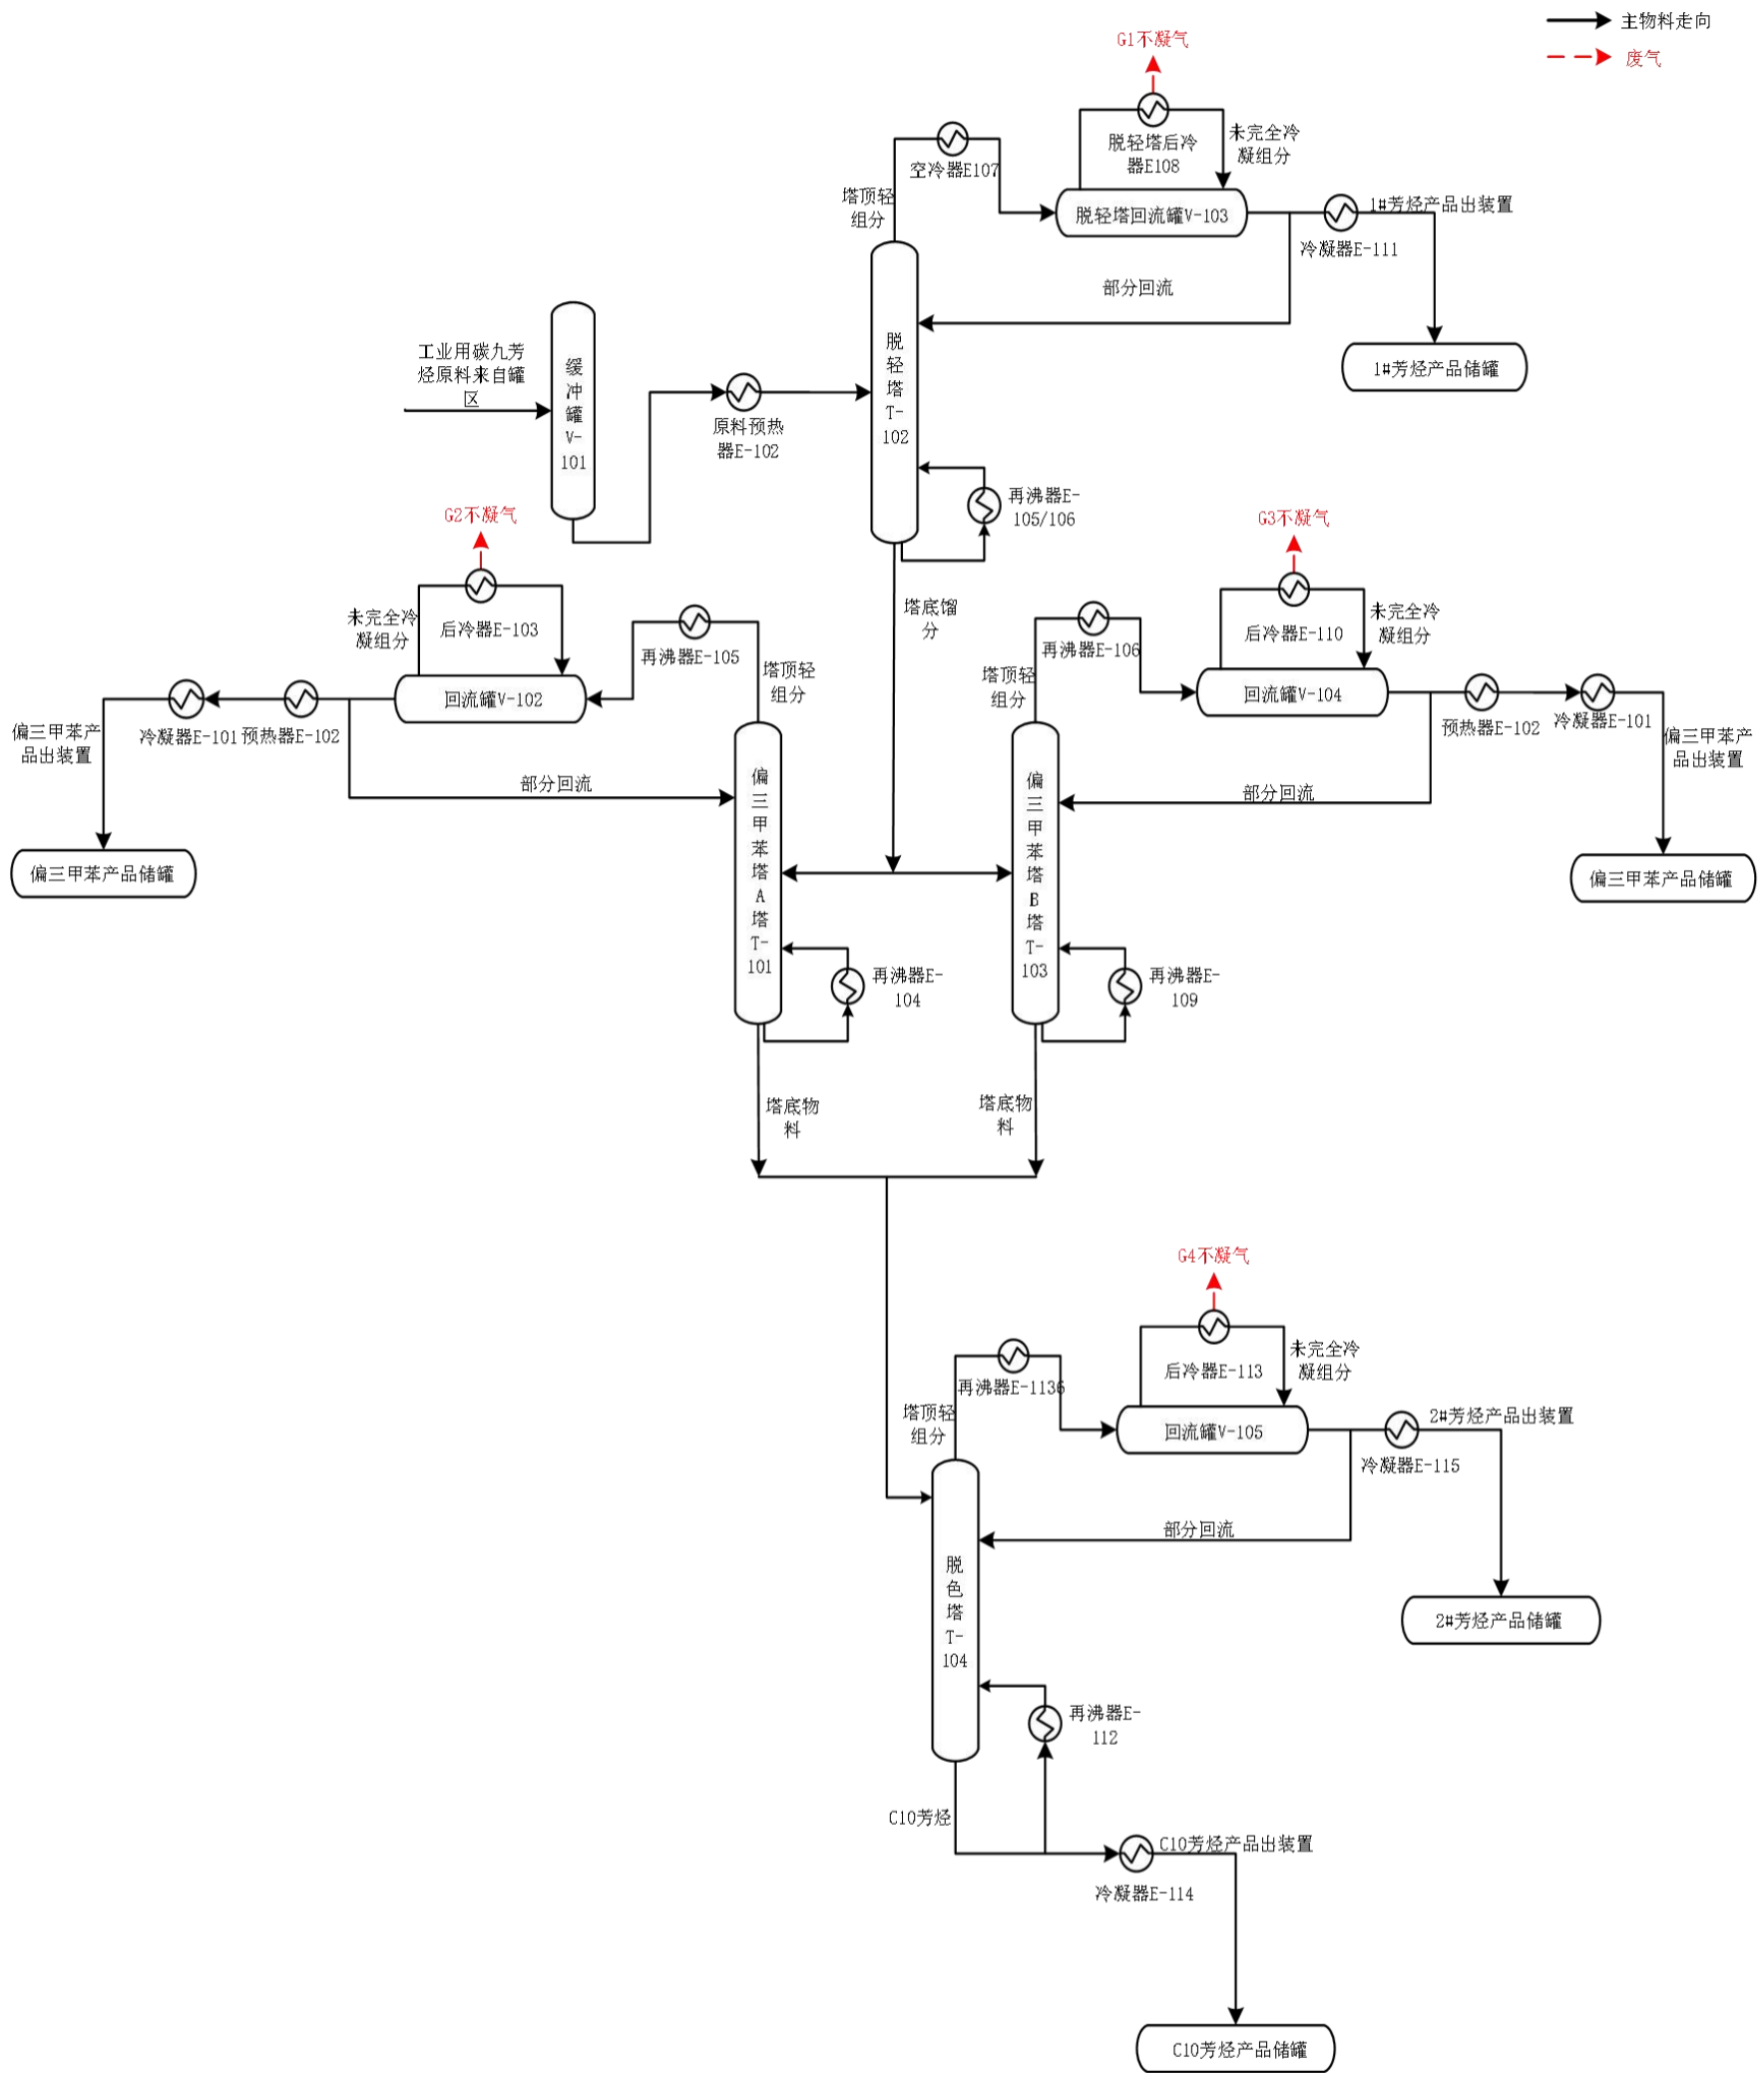 主物料走向
废气
G1不凝气
未完全冷
凝组分
脱轻塔后冷
器E108
空冷器E107
塔顶轻
组分
脱轻塔回流罐V-103
1#芳烃产品出装置
冷凝器E-111
部分回流
1#芳烃产品储罐
工业用碳九芳
烃原料来自罐
区
缓
冲
罐
V-
101
原料预热
器E-102
脱
轻
塔
T-
102
再沸器E-
105/106
塔底馏
分
G2不凝气
未完全冷
凝组分
后冷器E-103
再沸器E-105
塔顶轻
组分
回流罐V-102
偏三甲苯产
品出装置
冷凝器E-101
预热器E-102
部分回流
偏三甲苯产品储罐
偏
三
甲
苯
塔
A
塔
T-
101
再沸器E-
104
塔底物
料
G3不凝气
未完全冷
凝组分
后冷器E-110
再沸器E-106
塔顶轻
组分
回流罐V-104
预热器E-102
冷凝器E-101
偏三甲苯产
品出装置
部分回流
偏三甲苯产品储罐
偏
三
甲
苯
塔
B
塔
T-
103
再沸器E-
109
塔底物
料
G4不凝气
未完全冷
凝组分
后冷器E-113
再沸器E-1136
塔顶轻
组分
回流罐V-105
2#芳烃产品出装置
冷凝器E-115
部分回流
2#芳烃产品储罐
脱
色
塔
T-
104
再沸器E-
112
C10芳烃
C10芳烃产品出装置
冷凝器E-114
C10芳烃产品储罐